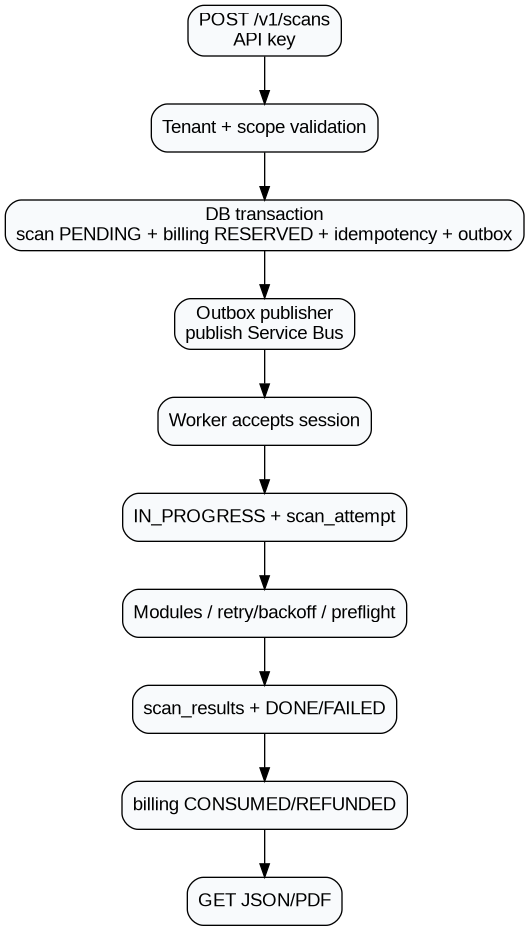 POST /v1/scans
API key
Tenant + scope validation
DB transaction
scan PENDING + billing RESERVED + idempotency + outbox
Outbox publisher
publish Service Bus
Worker accepts session
IN_PROGRESS + scan_attempt
Modules / retry/backoff / preflight
scan_results + DONE/FAILED
billing CONSUMED/REFUNDED
GET JSON/PDF